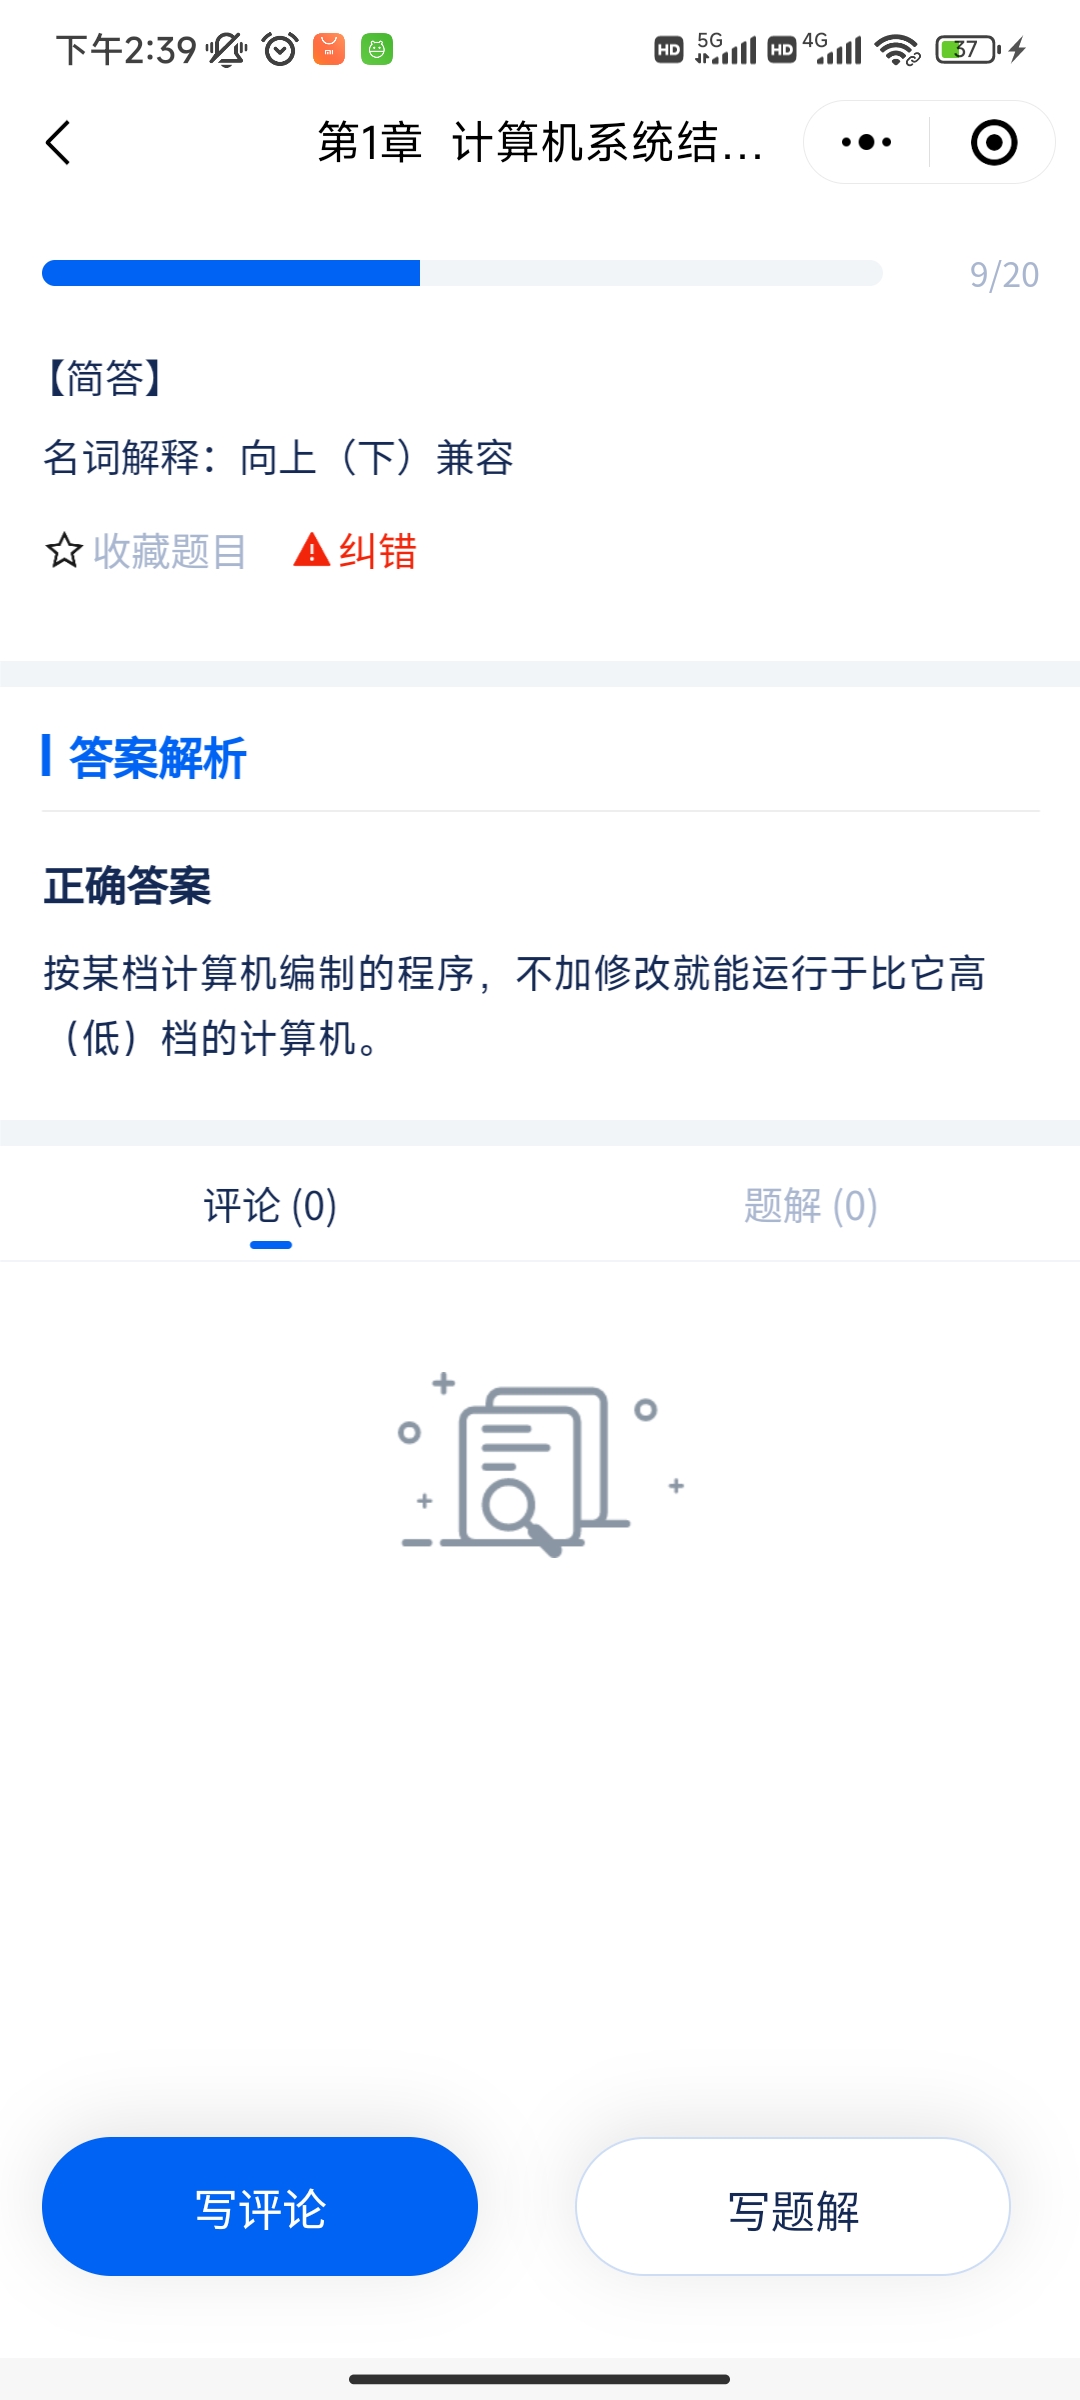 下午2:39
HD 5G HD 4G 37
第1章 计算机系统结...
9/20
【简答】
名词解释：向上（下）兼容
收藏题目 纠错
答案解析
正确答案
按某档计算机编制的程序，不加修改就能运行于比它高
（低）档的计算机。
评论 (0) 题解 (0)
写评论 写题解